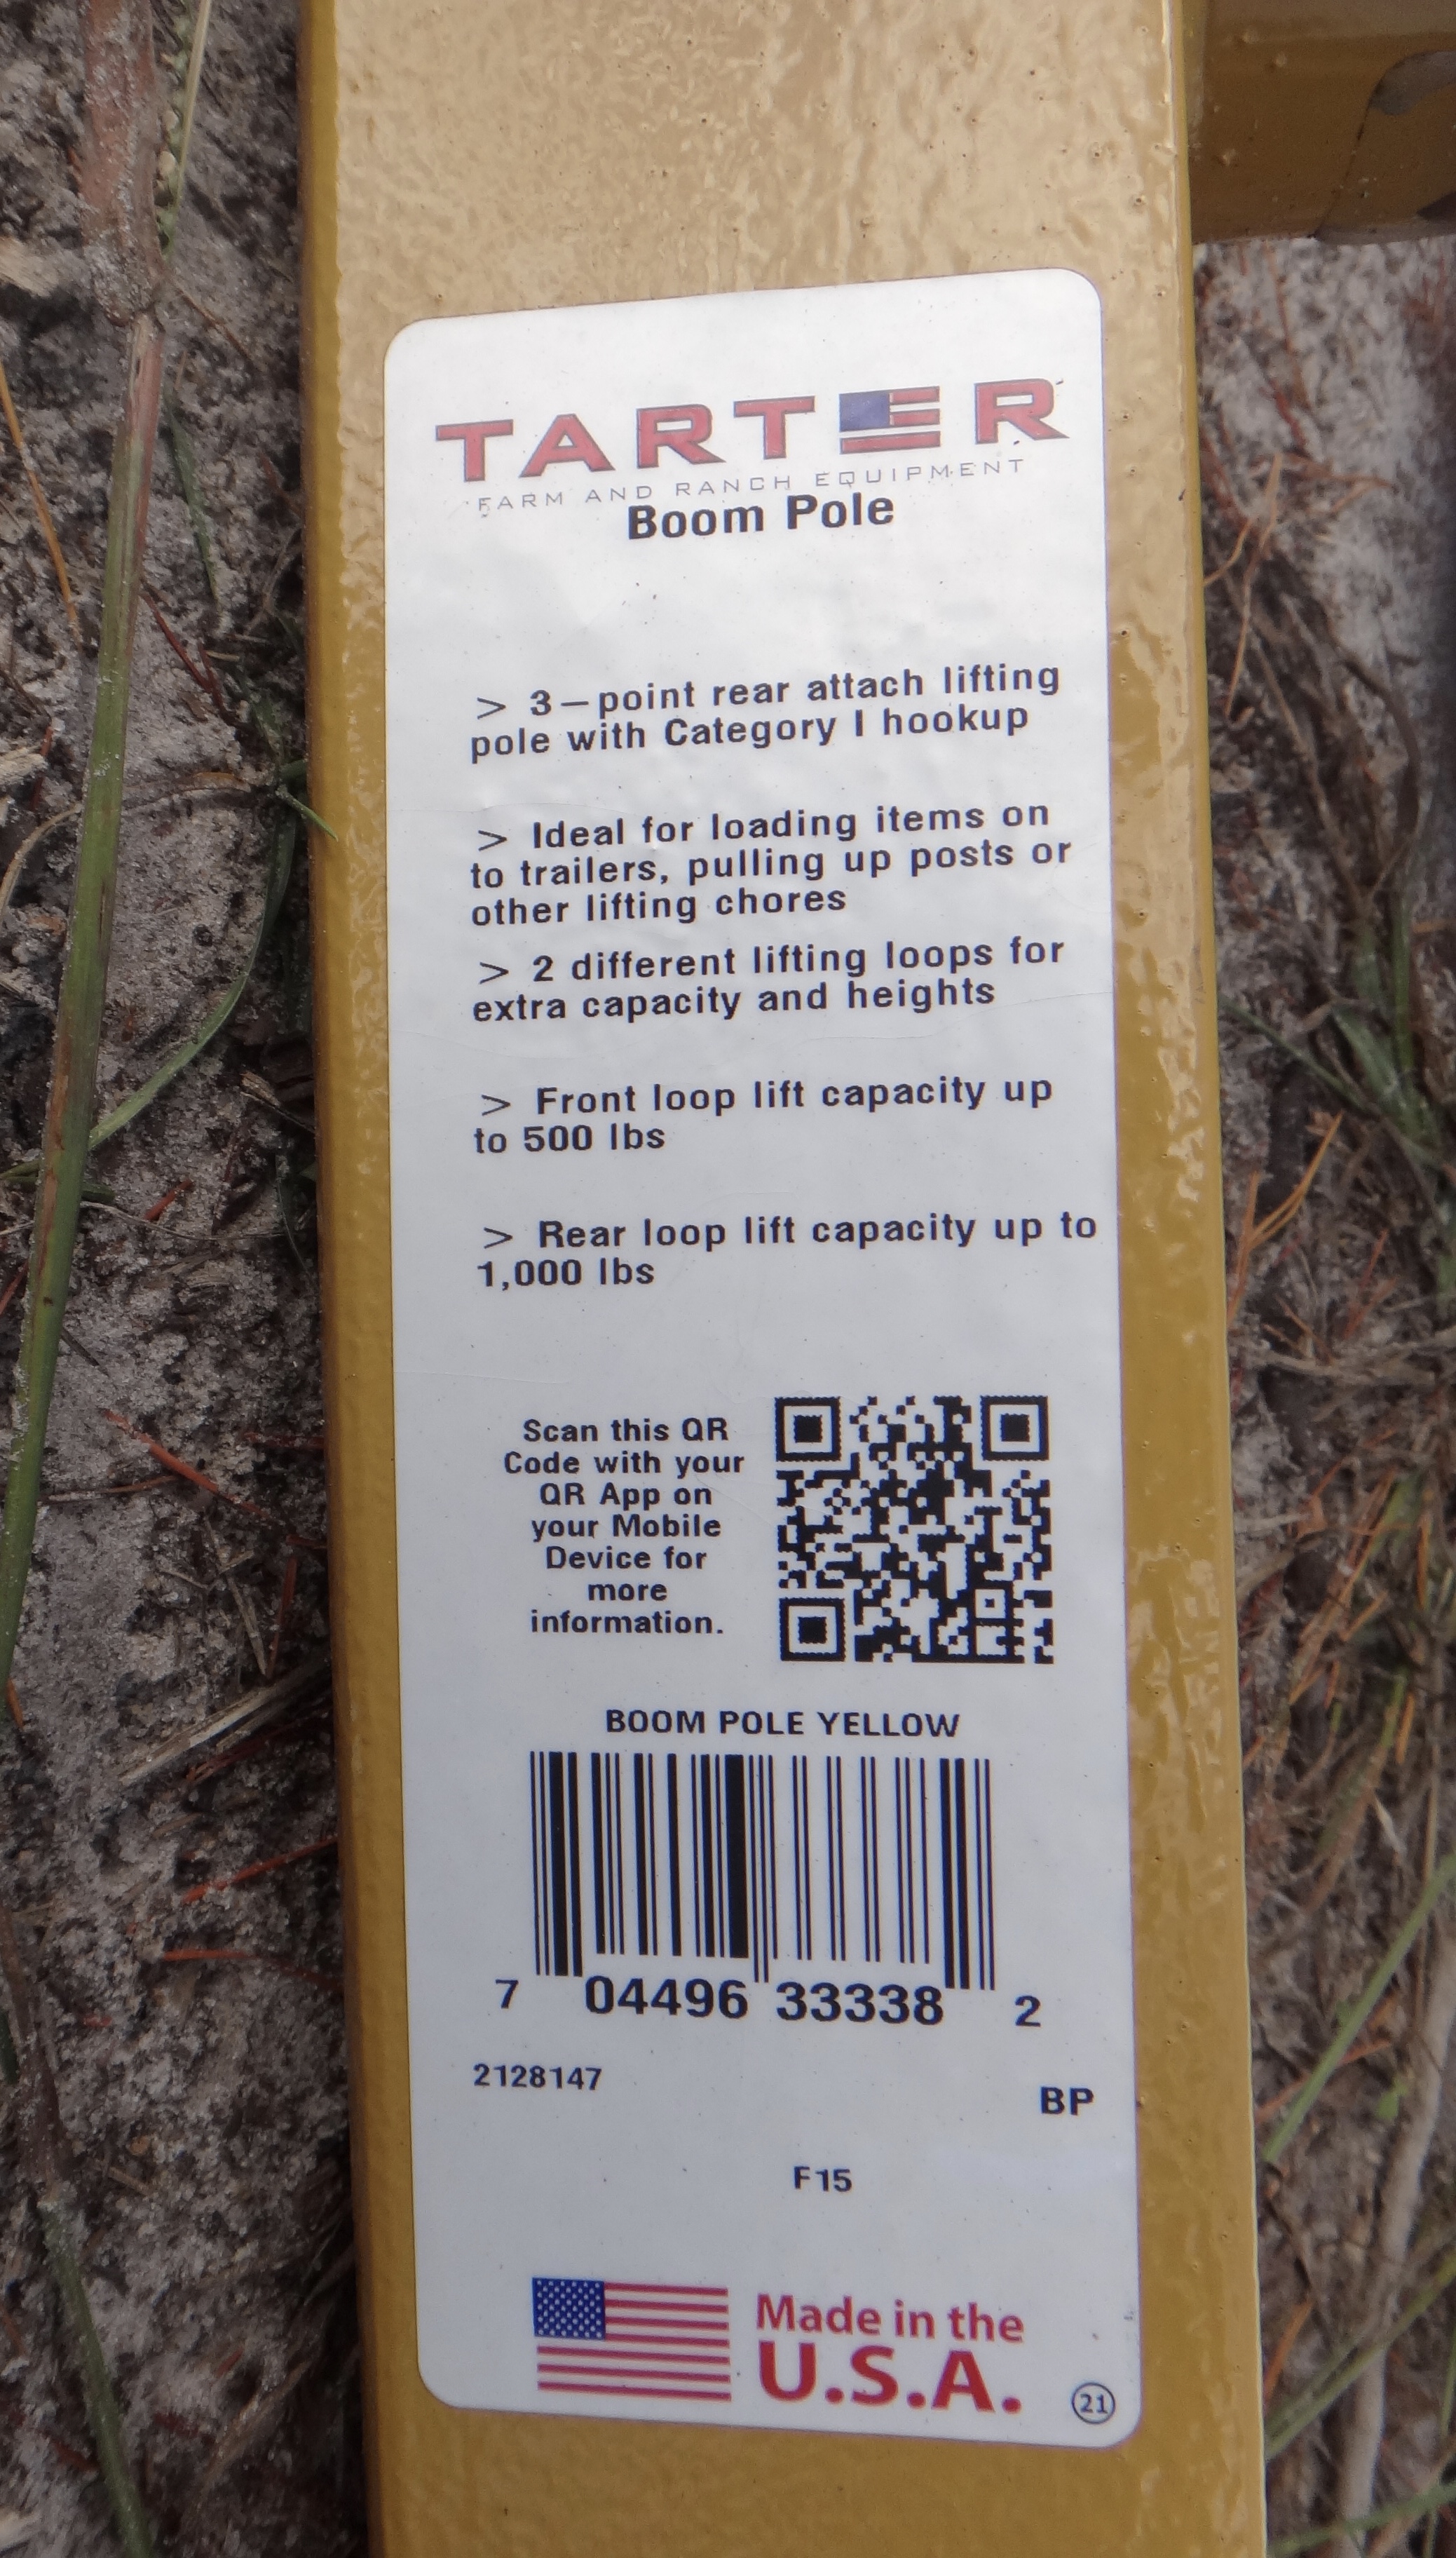 TARTER
FARM AND RANCH EQUIPMENT
Boom Pole
> 3-point rear attach lifting
pole with Category I hookup
> Ideal for loading items on
to trailers, pulling up posts or
other lifting chores
> 2 different lifting loops for
extra capacity and heights
> Front loop lift capacity up
to 500 lbs
> Rear loop lift capacity up to
1,000 lbs
Scan this QR
Code with your
QR App on
your Mobile
Device for
more
information.
BOOM POLE YELLOW
7 04496 33338 2
2128147
BP
F15
Made in the
U.S.A.
21